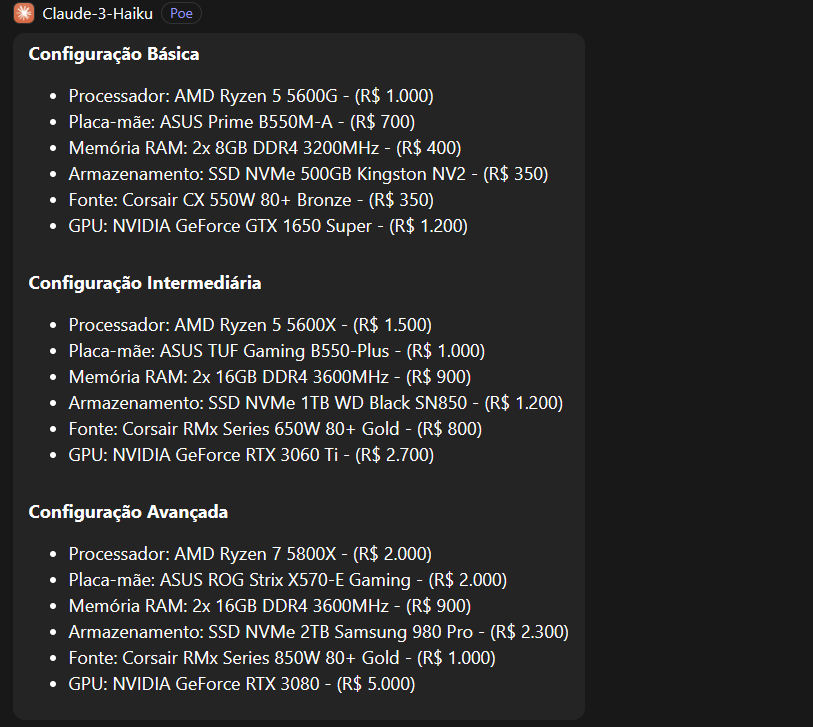 Claude-3-Haiku Poe
Configuração Básica
• Processador: AMD Ryzen 5 5600G - (R$ 1.000)
• Placa-mãe: ASUS Prime B550M-A - (R$ 700)
• Memória RAM: 2x 8GB DDR4 3200MHz - (R$ 400)
• Armazenamento: SSD NVMe 500GB Kingston NV2 - (R$ 350)
• Fonte: Corsair CX 550W 80+ Bronze - (R$ 350)
• GPU: NVIDIA GeForce GTX 1650 Super - (R$ 1.200)
Configuração Intermediária
• Processador: AMD Ryzen 5 5600X - (R$ 1.500)
• Placa-mãe: ASUS TUF Gaming B550-Plus - (R$ 1.000)
• Memória RAM: 2x 16GB DDR4 3600MHz - (R$ 900)
• Armazenamento: SSD NVMe 1TB WD Black SN850 - (R$ 1.200)
• Fonte: Corsair RMx Series 650W 80+ Gold - (R$ 800)
• GPU: NVIDIA GeForce RTX 3060 Ti - (R$ 2.700)
Configuração Avançada
• Processador: AMD Ryzen 7 5800X - (R$ 2.000)
• Placa-mãe: ASUS ROG Strix X570-E Gaming - (R$ 2.000)
• Memória RAM: 2x 16GB DDR4 3600MHz - (R$ 900)
• Armazenamento: SSD NVMe 2TB Samsung 980 Pro - (R$ 2.300)
• Fonte: Corsair RMx Series 850W 80+ Gold - (R$ 1.000)
• GPU: NVIDIA GeForce RTX 3080 - (R$ 5.000)